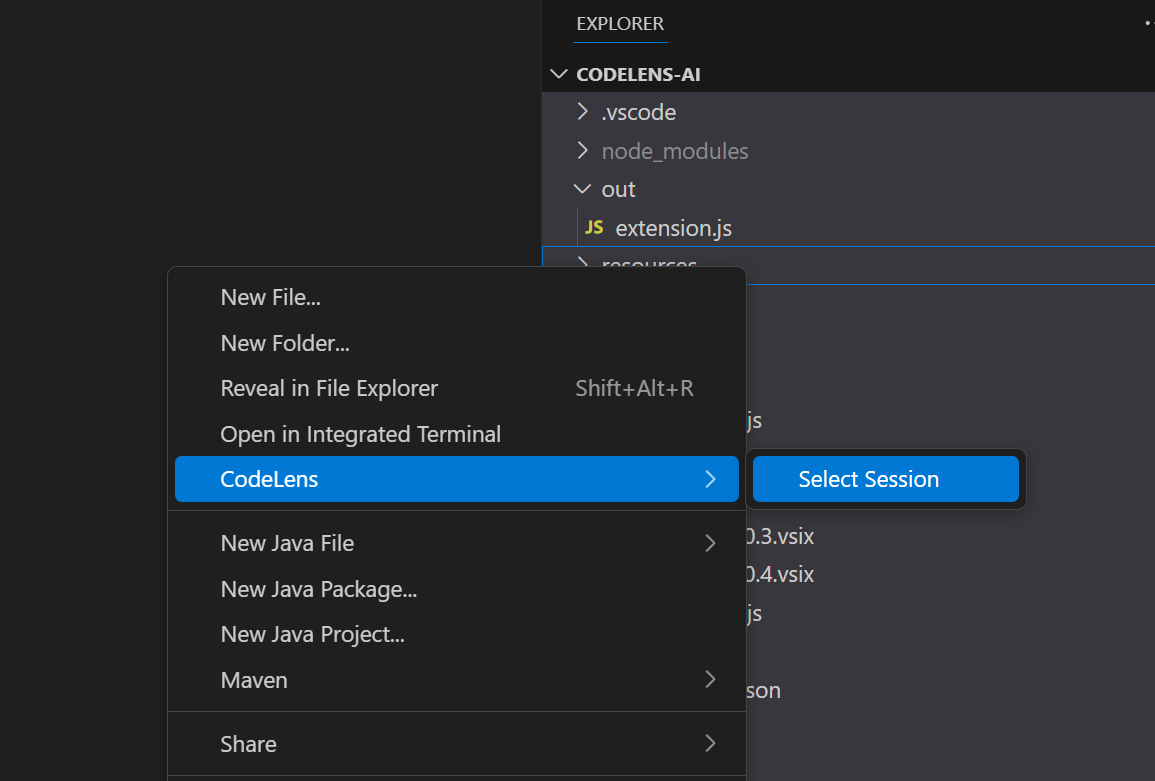 EXPLORER
CODELENS-AI
.vscode
node_modules
out
JS extension.js
resources
New File...
New Folder...
Reveal in File Explorer Shift+Alt+R
js
Open in Integrated Terminal
CodeLens
Select Session
0.3.vsix
New Java File
0.4.vsix
New Java Package...
js
New Java Project...
Maven
son
Share